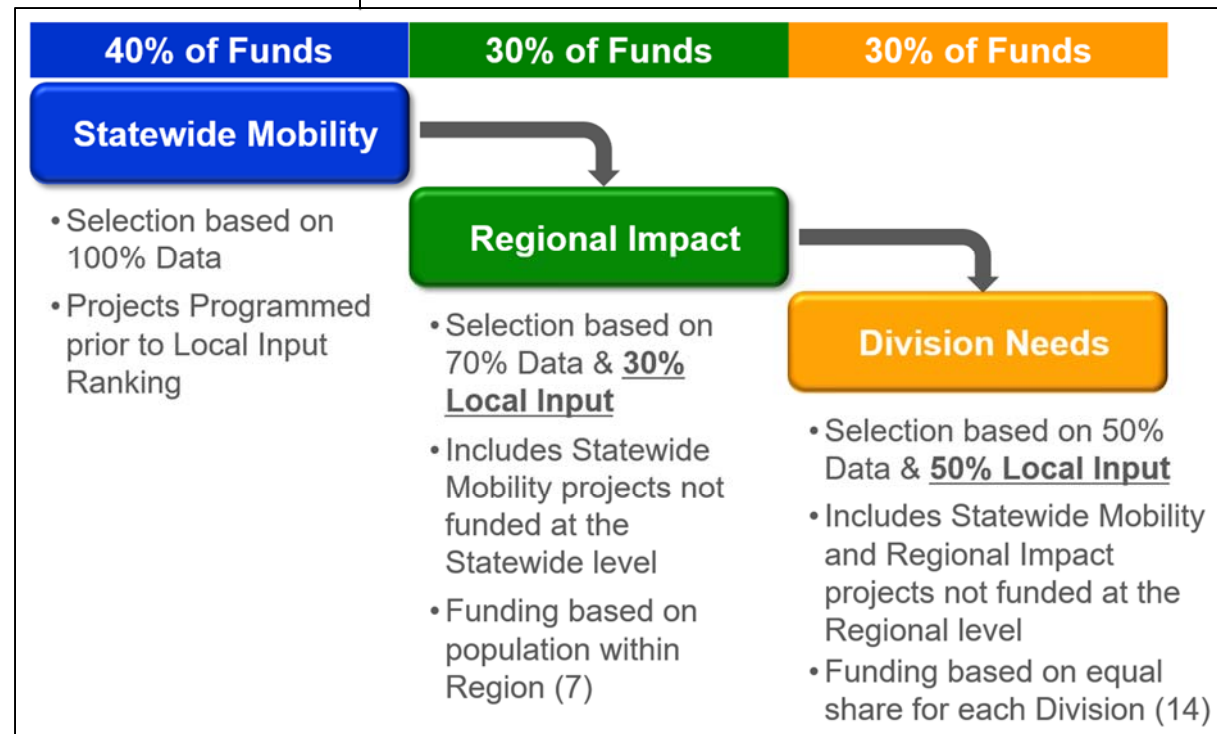 40% of Funds
30% of Funds
30% of Funds
Statewide Mobility
• Selection based on
100% Data
• Projects Programmed
prior to Local Input
Ranking
Regional Impact
• Selection based on
70% Data & 30%
Local Input
• Includes Statewide
Mobility projects not
funded at the
Statewide level
• Funding based on
population within
Region (7)
Division Needs
• Selection based on 50%
Data & 50% Local Input
• Includes Statewide Mobility
and Regional Impact
projects not funded at the
Regional level
• Funding based on equal
share for each Division (14)